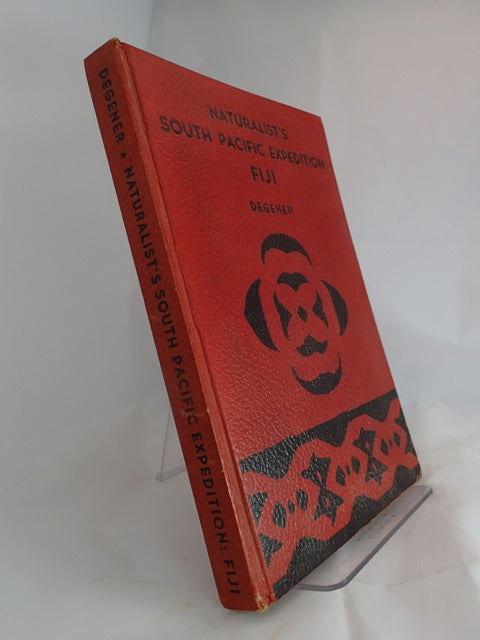 NATURALIST'S
SOUTH PACIFIC EXPEDITION:
FIJI
DEGENER
DEGENER * NATURALIST'S SOUTH PACIFIC EXPEDITION: FIJI